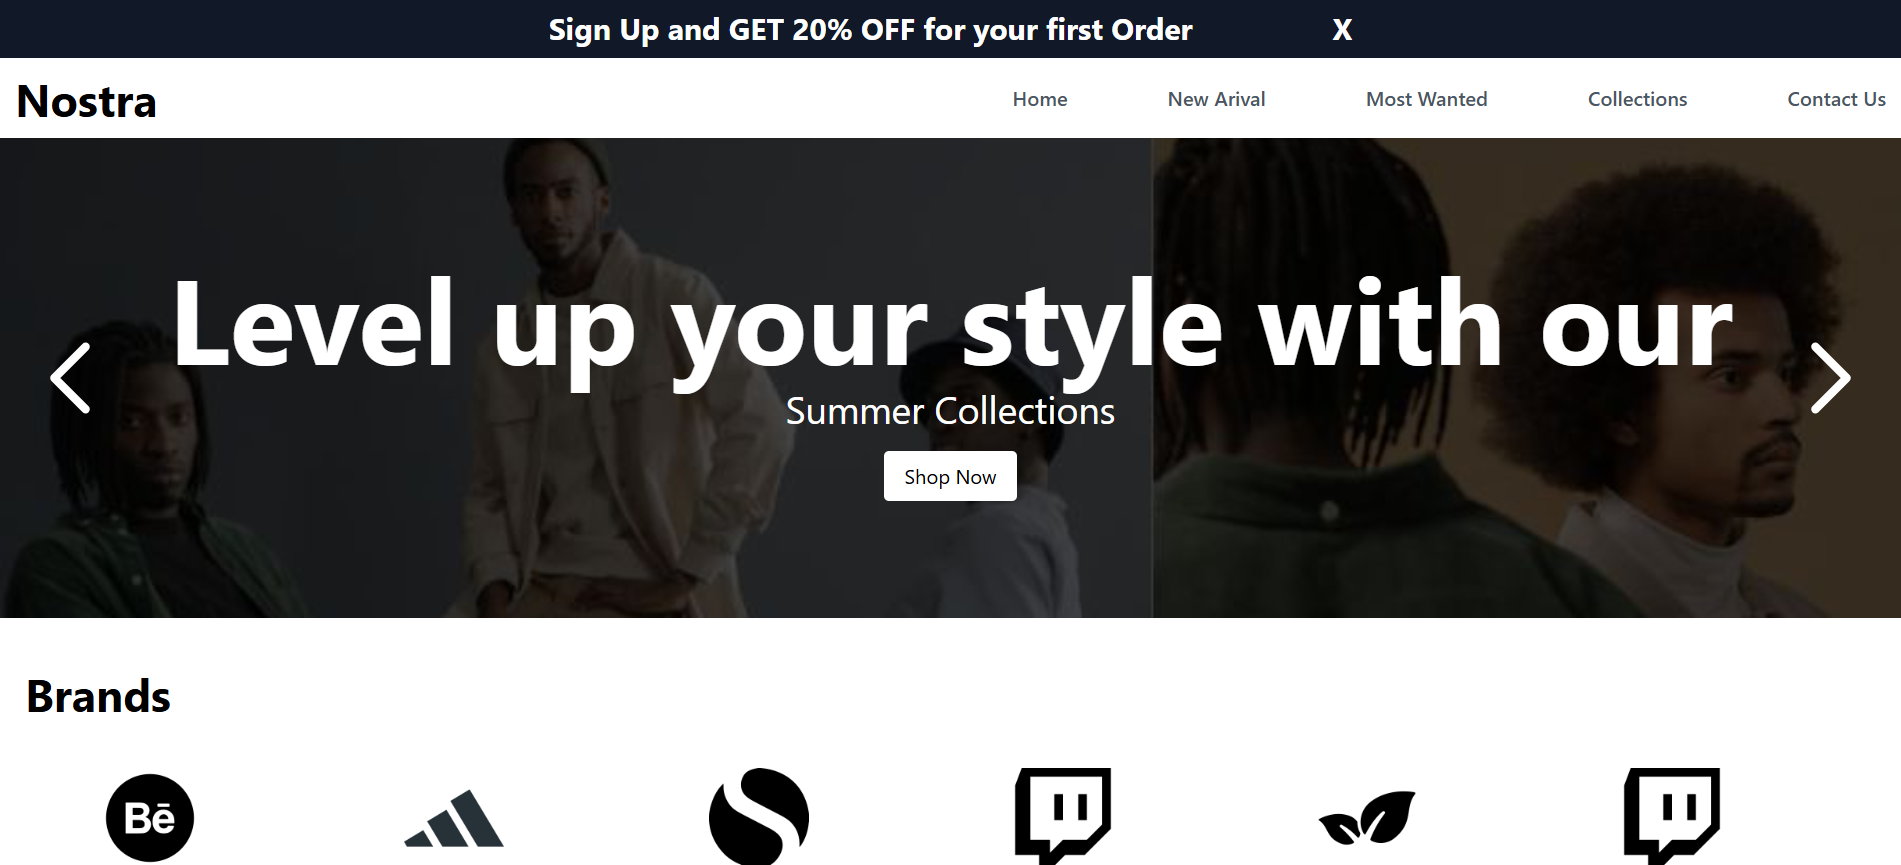 Sign Up and GET 20% OFF for your first Order X
Nostra
Home New Arival Most Wanted Collections Contact Us
Level up your style with our
Summer Collections
Shop Now
Brands
Bē